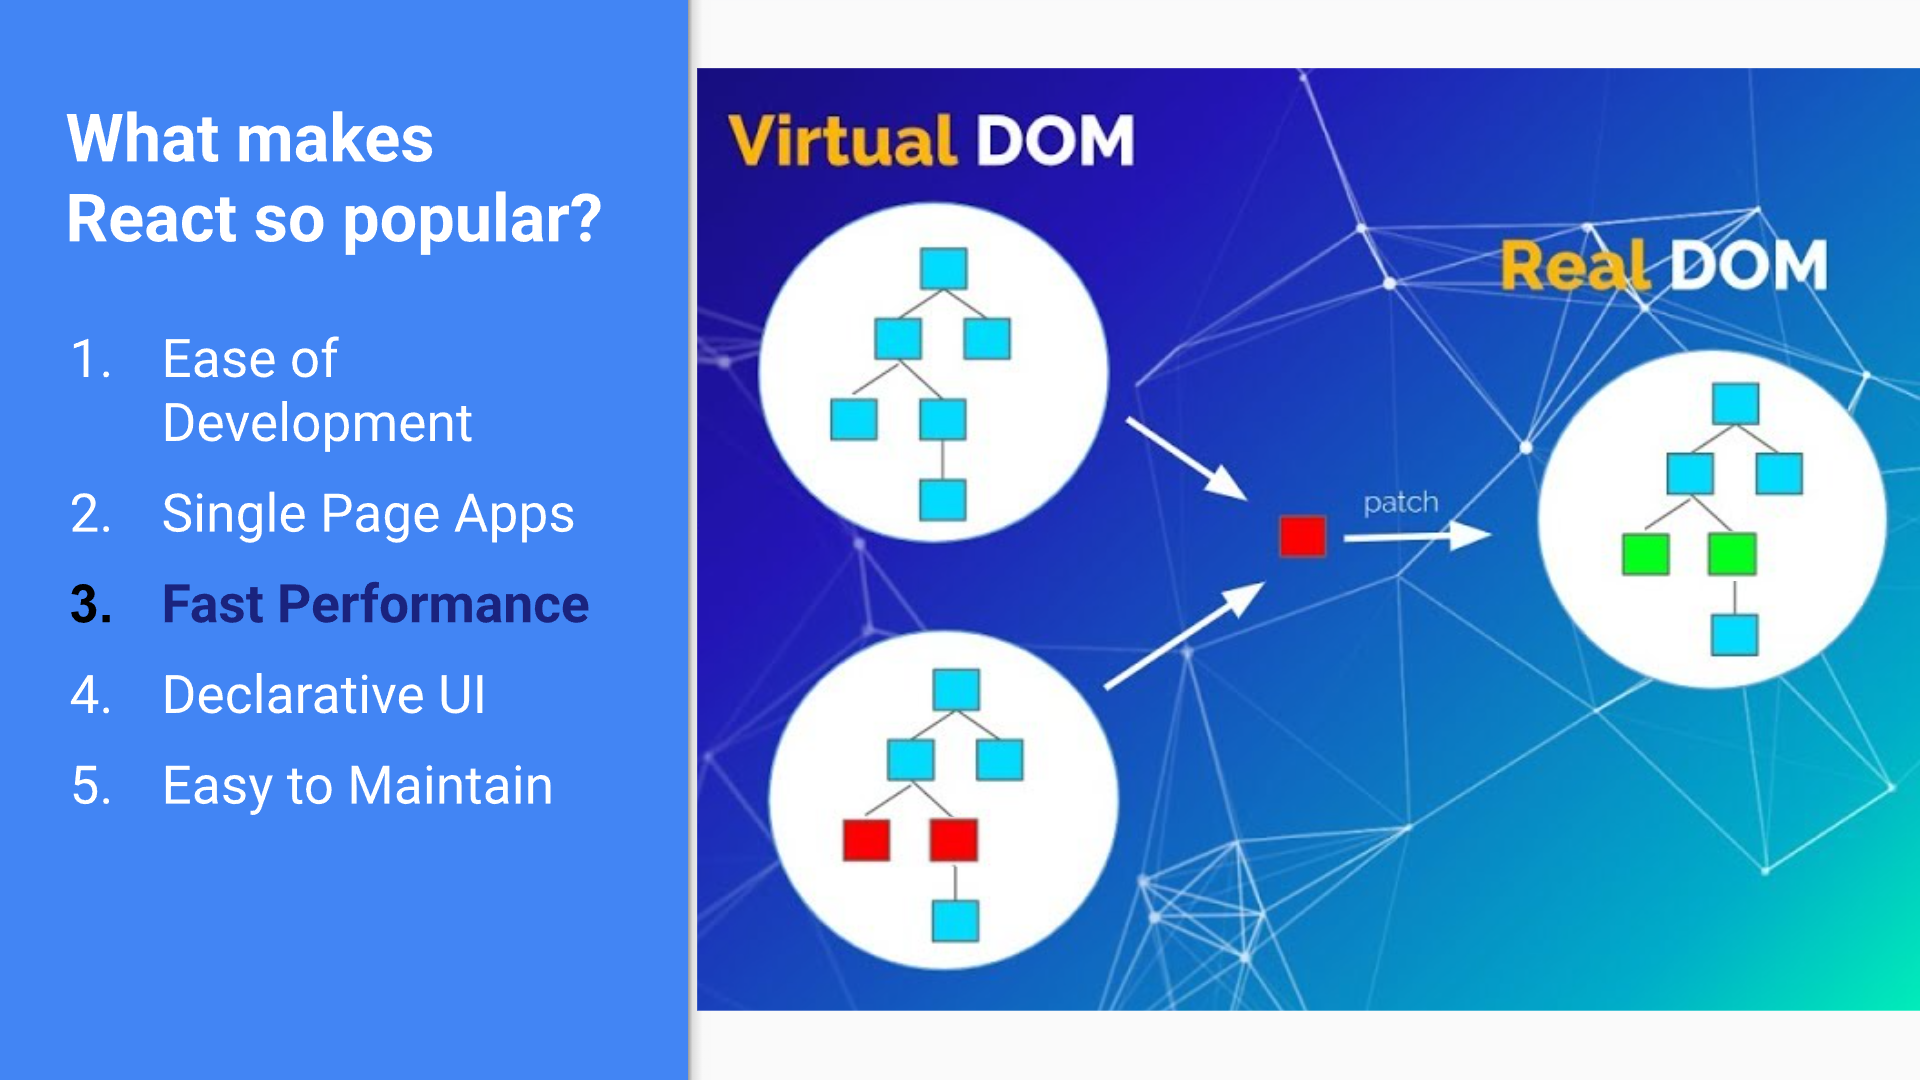 What makes
React so popular?
1. Ease of
Development
2. Single Page Apps
3. Fast Performance
4. Declarative UI
5. Easy to Maintain
Virtual DOM
Real DOM
patch